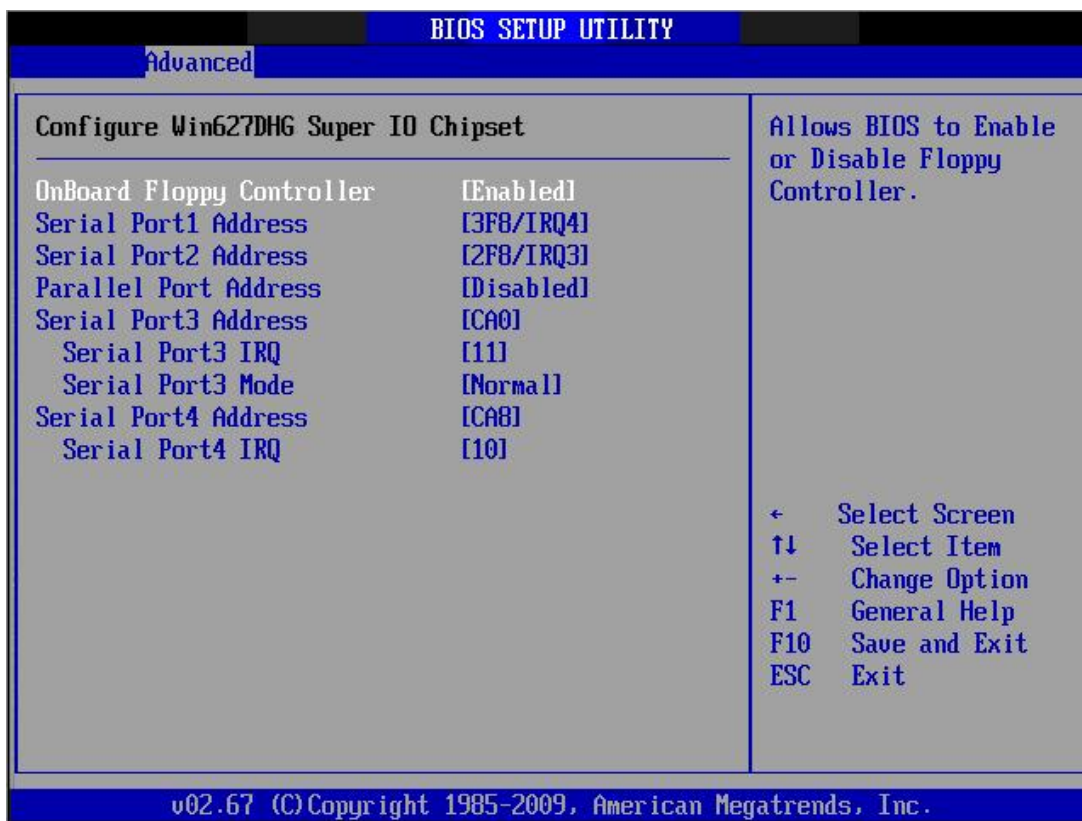 BIOS SETUP UTILITY
Advanced
Configure Win627DHG Super IO Chipset
OnBoard Floppy Controller [Enabled]
Serial Port1 Address [3F8/IRQ4]
Serial Port2 Address [2F8/IRQ3]
Parallel Port Address [Disabled]
Serial Port3 Address [CA0]
Serial Port3 IRQ [11]
Serial Port3 Mode [Normal]
Serial Port4 Address [CA8]
Serial Port4 IRQ [10]
Allows BIOS to Enable
or Disable Floppy
Controller.
← Select Screen
↑↓ Select Item
+- Change Option
F1 General Help
F10 Save and Exit
ESC Exit
v02.67 (C)Copyright 1985-2009, American Megatrends, Inc.